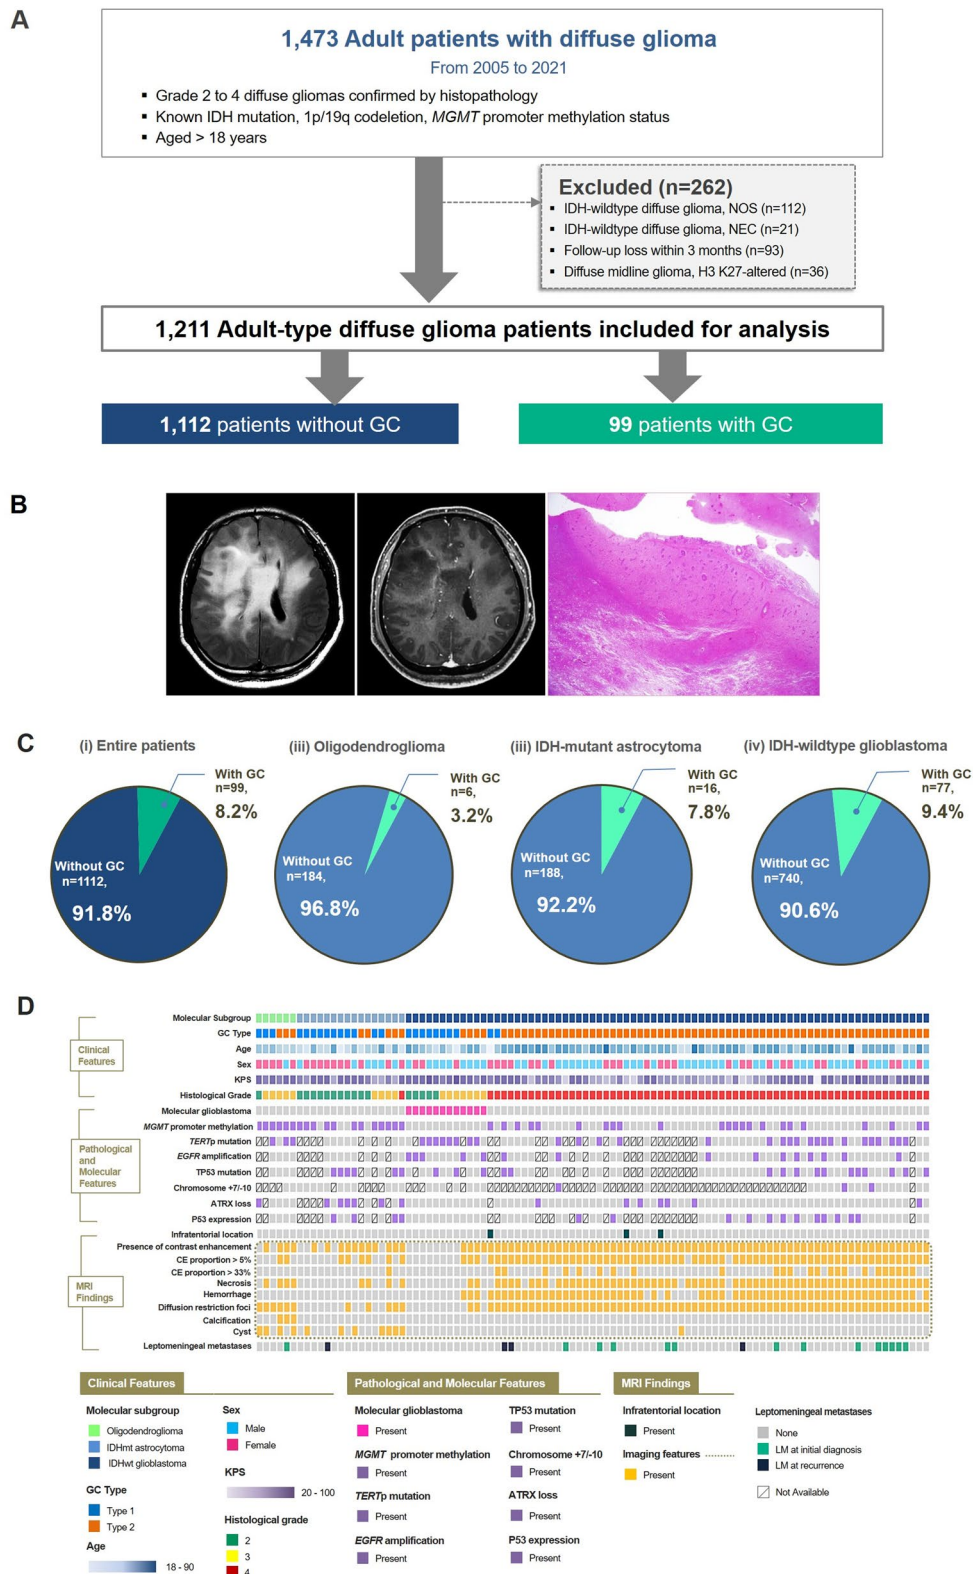 A
1,473 Adult patients with diffuse glioma
From 2005 to 2021
▪ Grade 2 to 4 diffuse gliomas confirmed by histopathology
▪ Known IDH mutation, 1p/19q codeletion, MGMT promoter methylation status
▪ Aged > 18 years
Excluded (n=262)
▪ IDH-wildtype diffuse glioma, NOS (n=112)
▪ IDH-wildtype diffuse glioma, NEC (n=21)
▪ Follow-up loss within 3 months (n=93)
▪ Diffuse midline glioma, H3 K27-altered (n=36)
1,211 Adult-type diffuse glioma patients included for analysis
1,112 patients without GC
99 patients with GC
B
C
(i) Entire patients
With GC
n=99,
8.2%
Without GC
n=1112,
91.8%
(iii) Oligodendroglioma
With GC
n=6,
3.2%
Without GC
n=184,
96.8%
(iii) IDH-mutant astrocytoma
With GC
n=16,
7.8%
Without GC
n=188,
92.2%
(iv) IDH-wildtype glioblastoma
With GC
n=77,
9.4%
Without GC
n=740,
90.6%
D
Clinical
Features
Molecular Subgroup
GC Type
Age
Sex
KPS
Histological Grade
Pathological
and
Molecular
Features
Molecular glioblastoma
MGMT promoter methylation
TERTp mutation
EGFR amplification
TP53 mutation
Chromosome +7/-10
ATRX loss
P53 expression
MRI
Findings
Infratentorial location
Presence of contrast enhancement
CE proportion > 5%
CE proportion > 33%
Necrosis
Hemorrhage
Diffusion restriction foci
Calcification
Cyst
Leptomeningeal metastases
Clinical Features
Molecular subgroup
Oligodendroglioma
IDHmt astrocytoma
IDHwt glioblastoma
GC Type
Type 1
Type 2
Age
18 - 90
Sex
Male
Female
KPS
20 - 100
Histological grade
2
3
4
Pathological and Molecular Features
Molecular glioblastoma
Present
MGMT promoter methylation
Present
TERTp mutation
Present
EGFR amplification
Present
TP53 mutation
Present
Chromosome +7/-10
Present
ATRX loss
Present
P53 expression
Present
MRI Findings
Infratentorial location
Present
Imaging features
Present
Leptomeningeal metastases
None
LM at initial diagnosis
LM at recurrence
Not Available